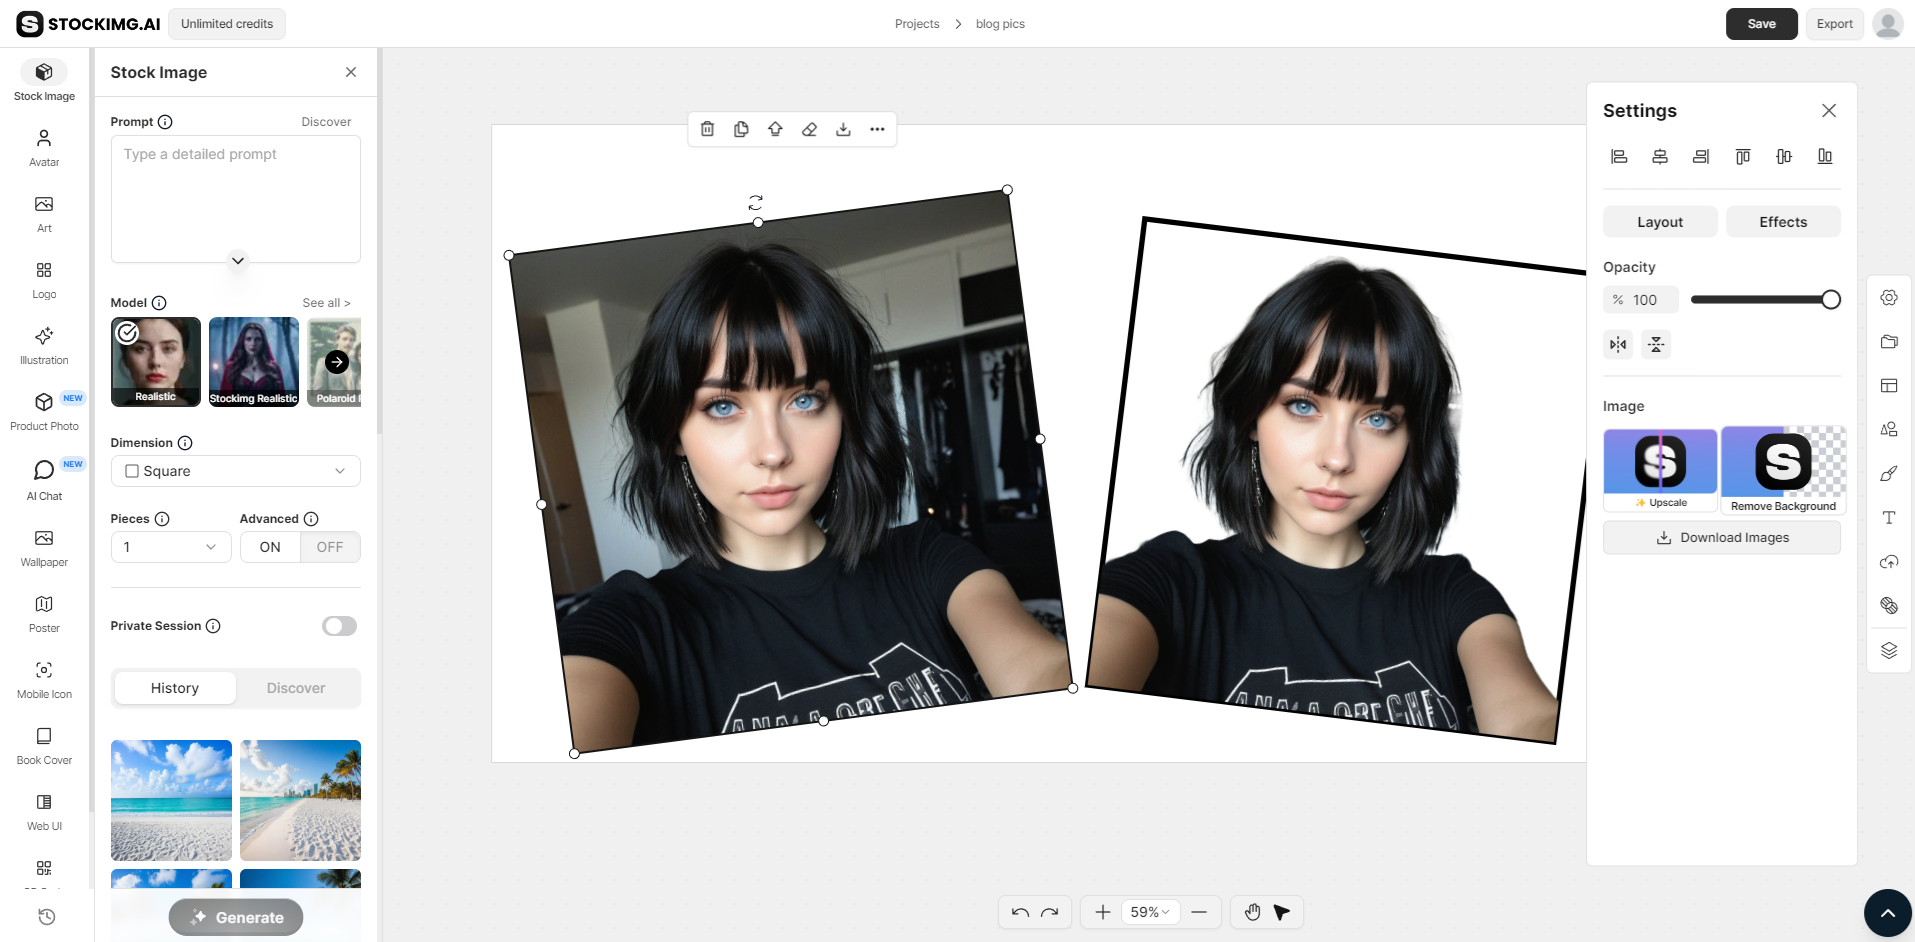 STOCKIMG.AI
Unlimited credits
Projects > blog pics
Save
Export
Stock Image
Avatar
Art
Logo
Illustration
NEW
Product Photo
NEW
AI Chat
Wallpaper
Poster
Mobile Icon
Book Cover
Web UI
Stock Image
Prompt
Discover
Type a detailed prompt
Model
See all >
Realistic
Stockimg Realistic
Polaroid
Dimension
Square
Pieces
Advanced
1
ON
OFF
Private Session
History
Discover
Generate
59%
Settings
Layout
Effects
Opacity
% 100
Image
✨ Upscale
Remove Background
Download Images